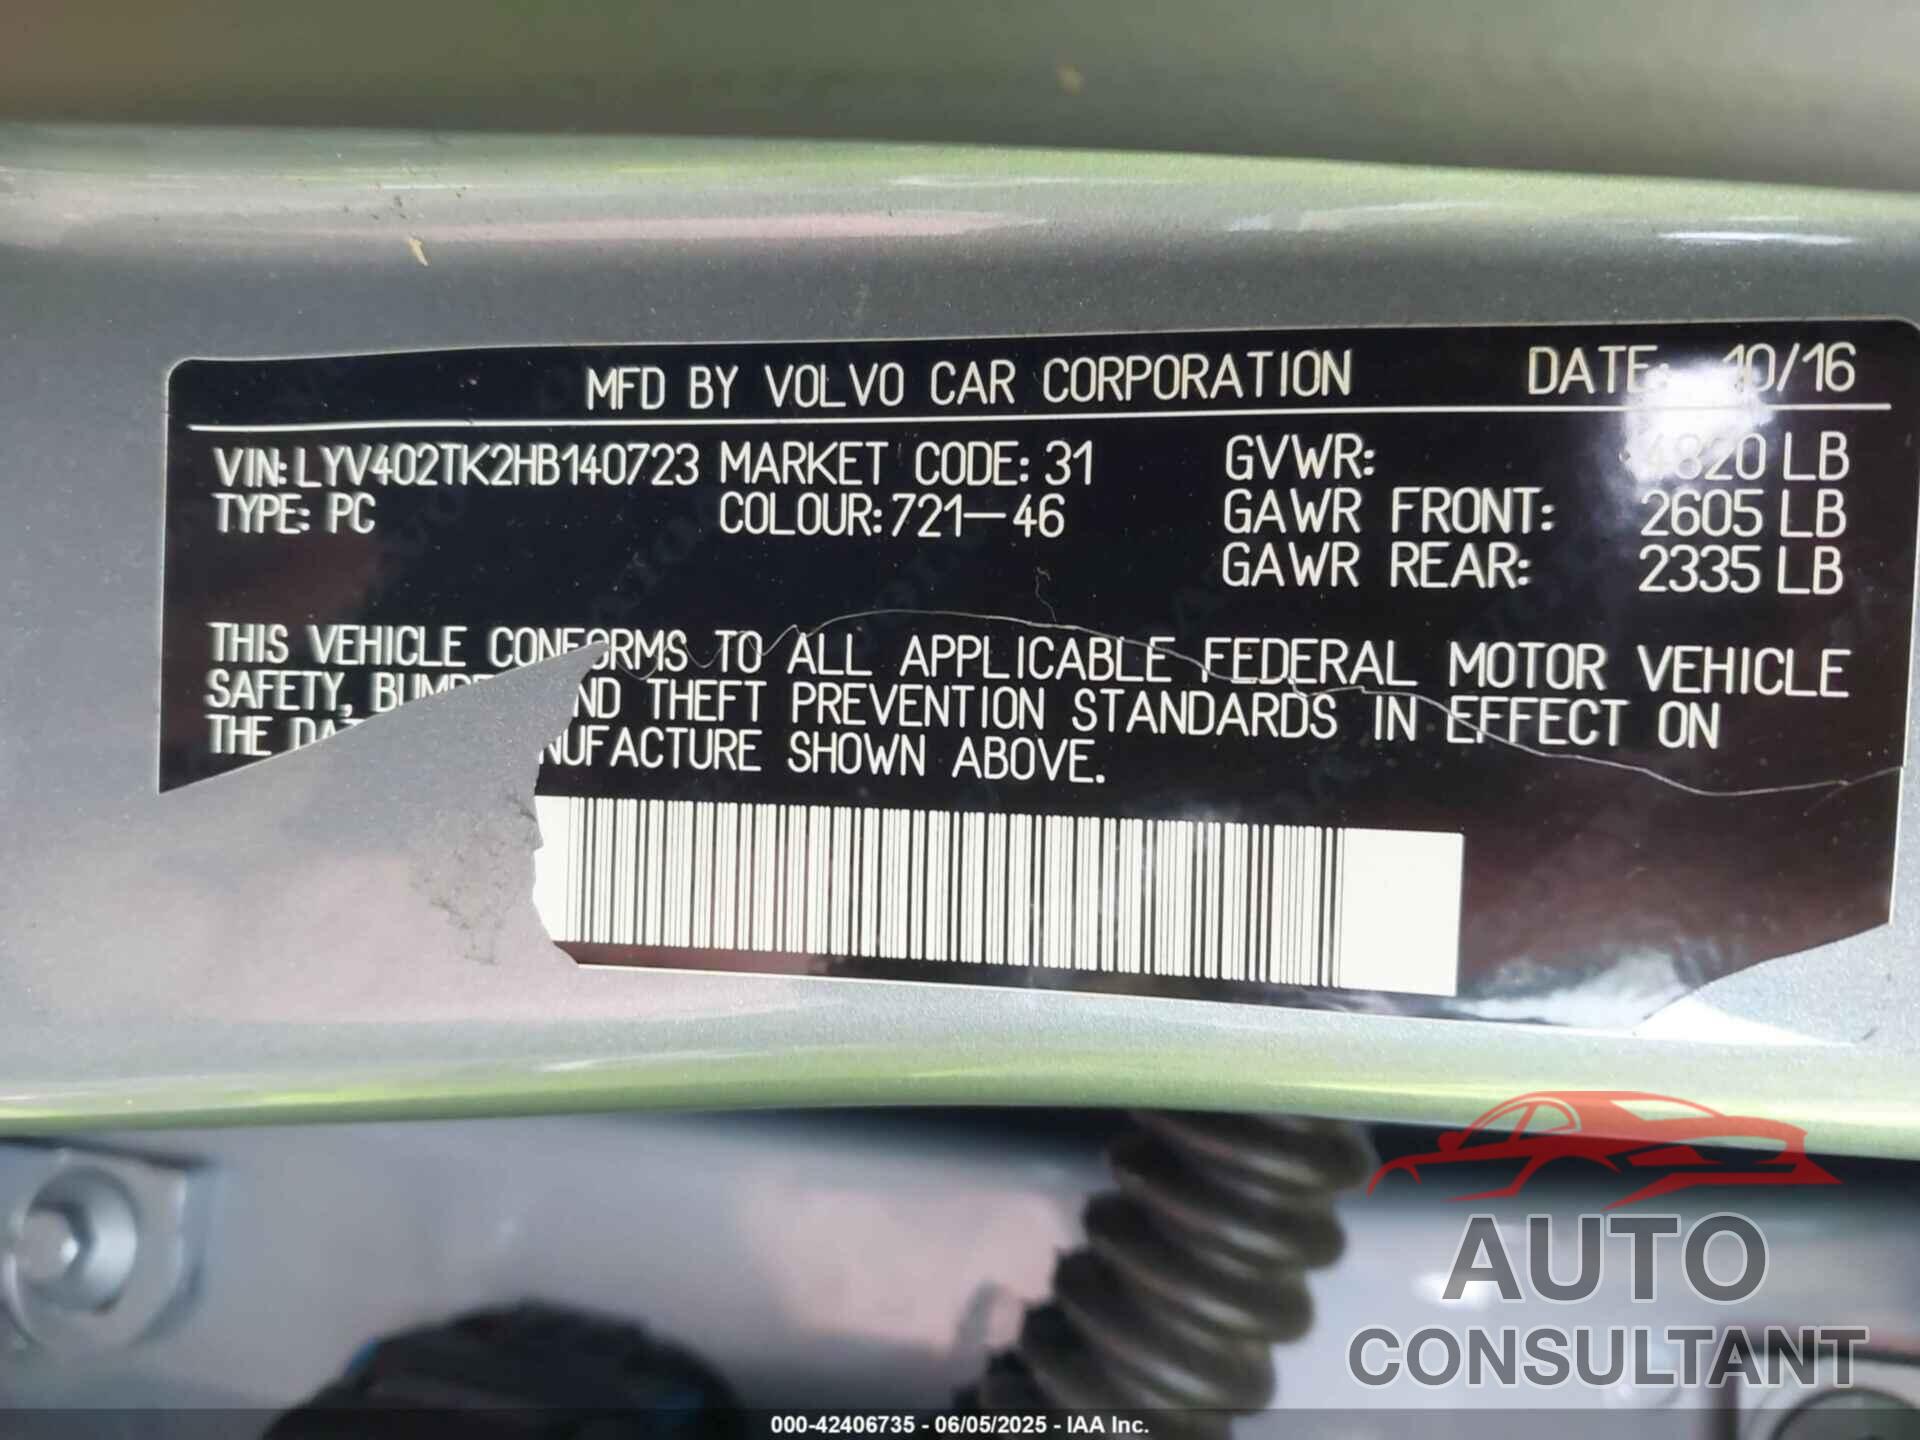 MFD BY VOLVO CAR CORPORATION DATE: 10/16
VIN: LYV402TK2HB140723 MARKET CODE: 31 GVWR: 4820 LB
TYPE: PC COLOUR: 721-46 GAWR FRONT: 2605 LB
GAWR REAR: 2335 LB
THIS VEHICLE CONFORMS TO ALL APPLICABLE FEDERAL MOTOR VEHICLE
SAFETY, BUMPE ND THEFT PREVENTION STANDARDS IN EFFECT ON
THE DAT NUFACTURE SHOWN ABOVE.
AUTO
CONSULTANT
000-42406735 - 06/05/2025 - IAA Inc.